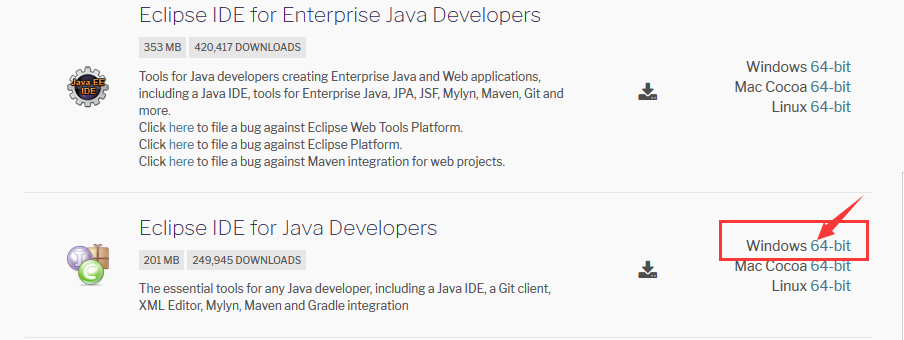 Eclipse IDE for Enterprise Java Developers
353 MB 420,417 DOWNLOADS
Java EE
IDE
Tools for Java developers creating Enterprise Java and Web applications,
including a Java IDE, tools for Enterprise Java, JPA, JSF, Mylyn, Maven, Git and
more.
Click here to file a bug against Eclipse Web Tools Platform.
Click here to file a bug against Eclipse Platform.
Click here to file a bug against Maven integration for web projects.
Windows 64-bit
Mac Cocoa 64-bit
Linux 64-bit
Eclipse IDE for Java Developers
201 MB 249,945 DOWNLOADS
J
C
The essential tools for any Java developer, including a Java IDE, a Git client,
XML Editor, Mylyn, Maven and Gradle integration
Windows 64-bit
Mac Cocoa 64-bit
Linux 64-bit